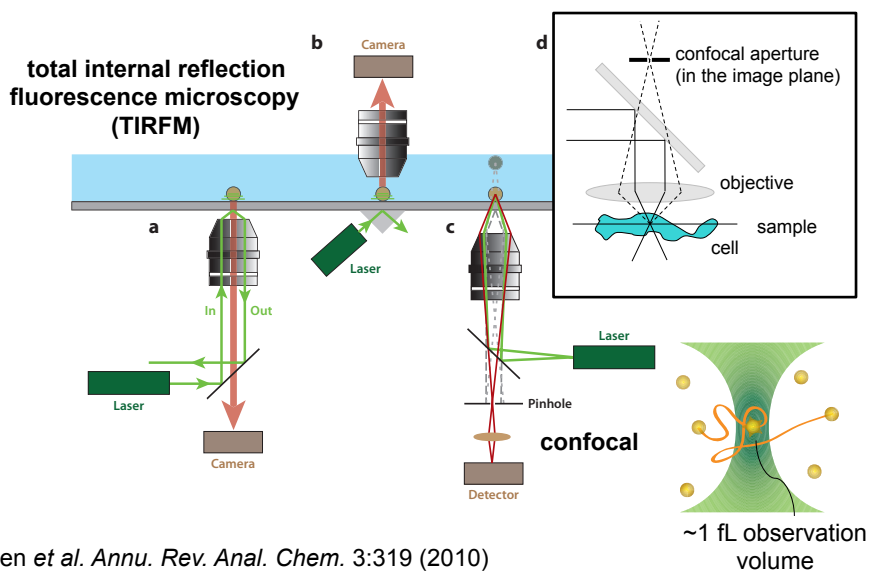 b
Camera
d
confocal aperture
(in the image plane)
total internal reflection
fluorescence microscopy
(TIRFM)
objective
a
c
sample
cell
Laser
In
Out
Laser
Laser
Pinhole
confocal
Camera
Detector
~1 fL observation
volume
en et al. Annu. Rev. Anal. Chem. 3:319 (2010)